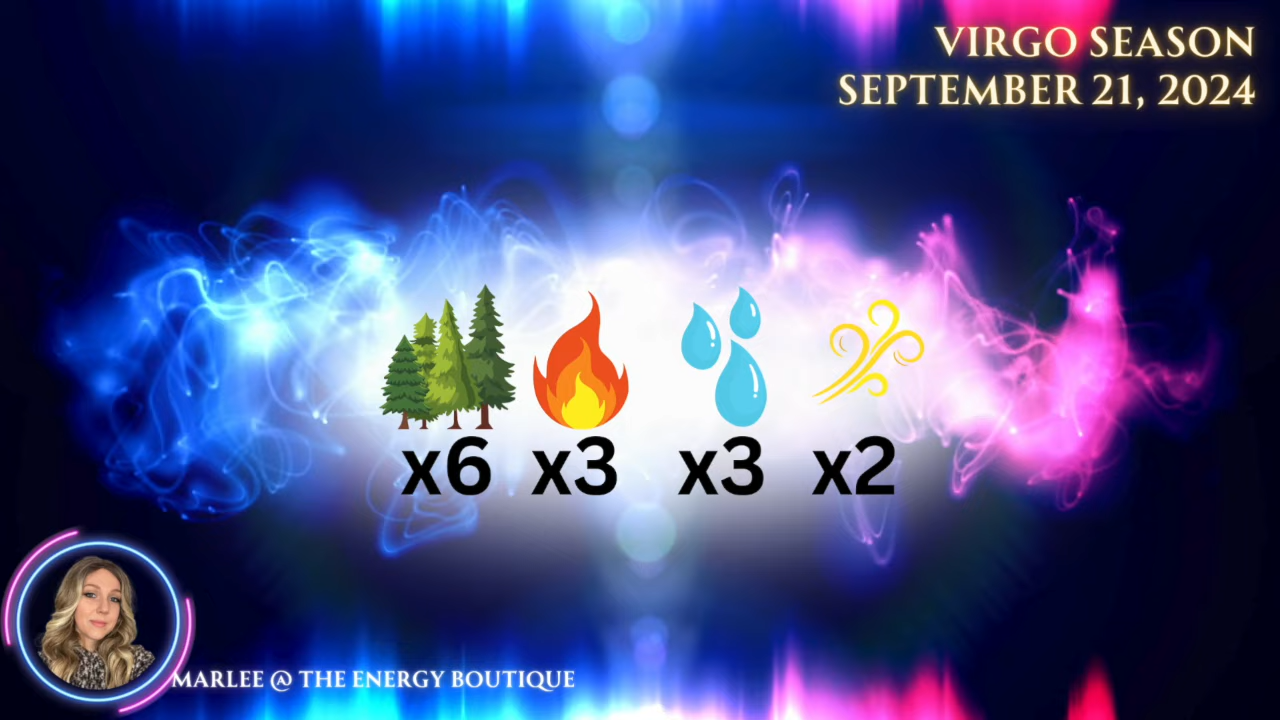 VIRGO SEASON
SEPTEMBER 21, 2024
x6 x3 x3 x2
MARLEE @ THE ENERGY BOUTIQUE